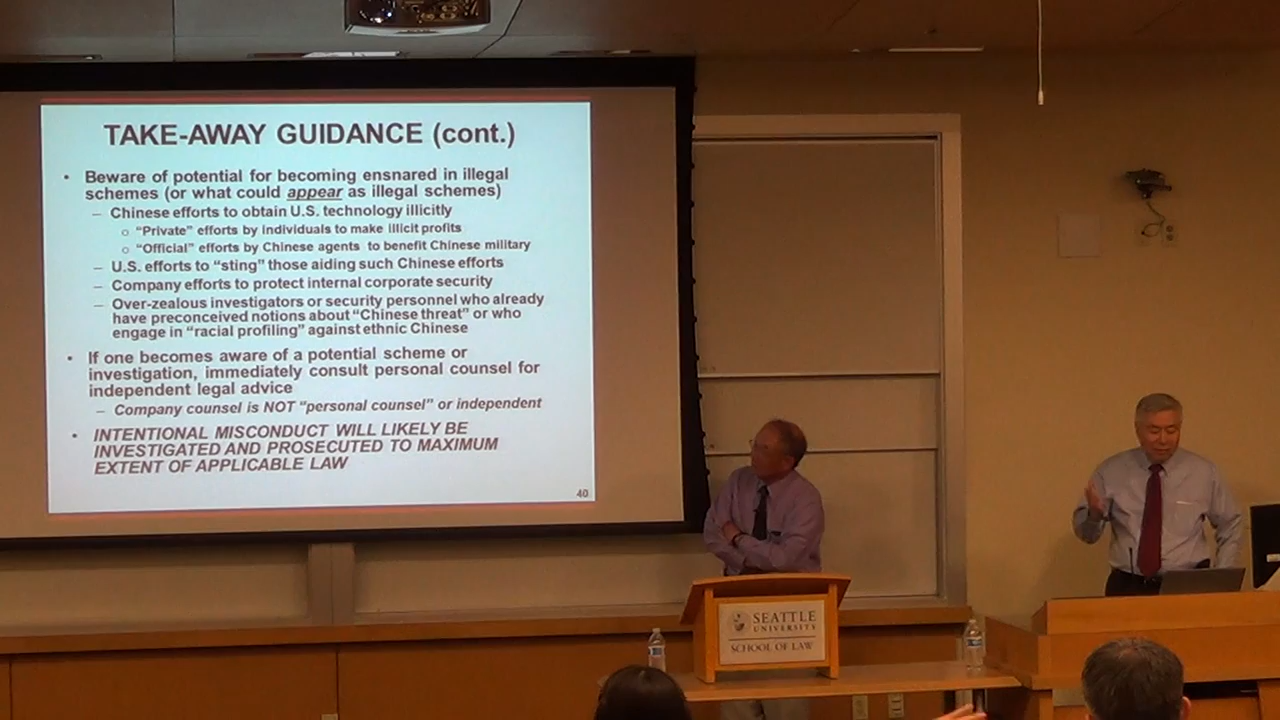 TAKE-AWAY GUIDANCE (cont.)
• Beware of potential for becoming ensnared in illegal
schemes (or what could appear as illegal schemes)
– Chinese efforts to obtain U.S. technology illicitly
o "Private" efforts by individuals to make illicit profits
o "Official" efforts by Chinese agents to benefit Chinese military
– U.S. efforts to "sting" those aiding such Chinese efforts
– Company efforts to protect internal corporate security
– Over-zealous investigators or security personnel who already
have preconceived notions about "Chinese threat" or who
engage in "racial profiling" against ethnic Chinese
• If one becomes aware of a potential scheme or
investigation, immediately consult personal counsel for
independent legal advice
– Company counsel is NOT "personal counsel" or independent
• INTENTIONAL MISCONDUCT WILL LIKELY BE
INVESTIGATED AND PROSECUTED TO MAXIMUM
EXTENT OF APPLICABLE LAW
40
SEATTLE
UNIVERSITY
SCHOOL OF LAW